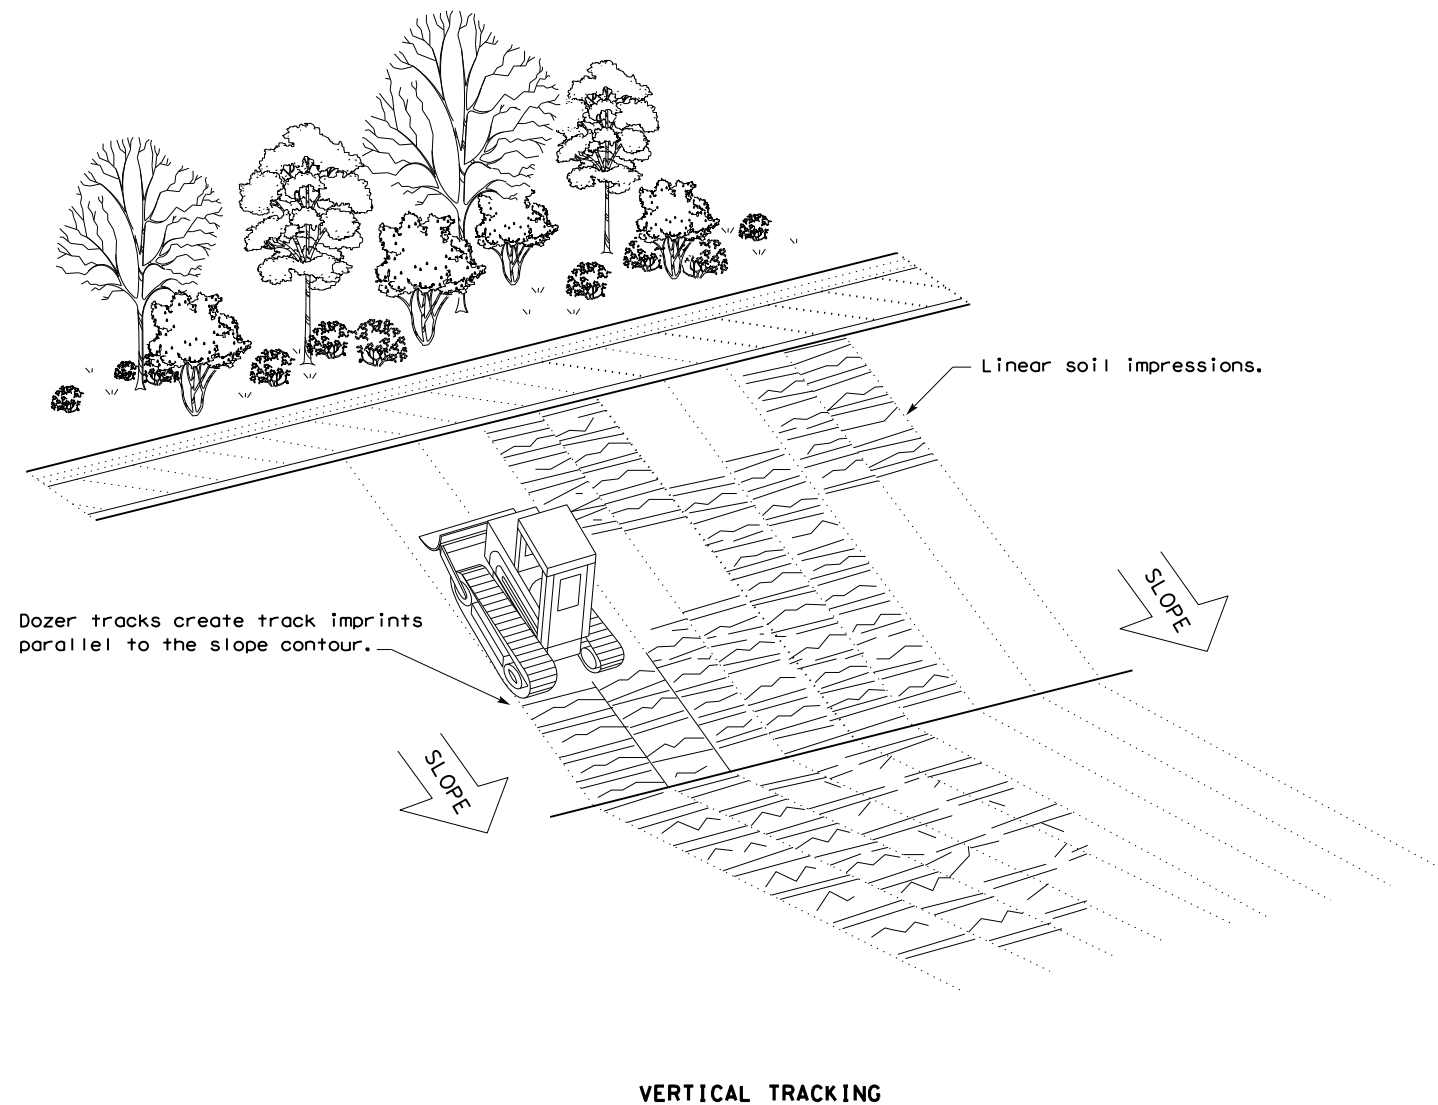 Linear soil impressions.
SLOPE
Dozer tracks create track imprints
parallel to the slope contour.
SLOPE
VERTICAL TRACKING